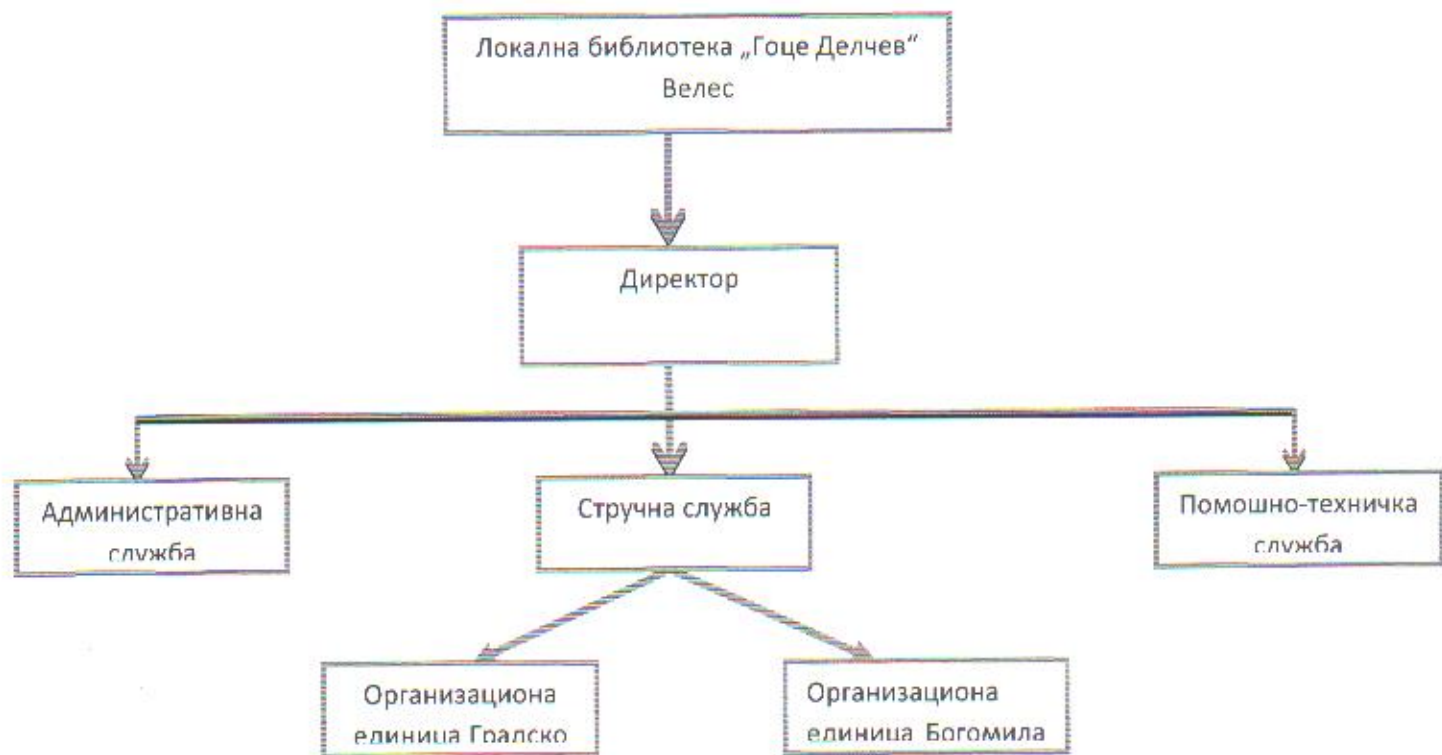 Локална библиотека „Гоце Делчев“
Велес
Директор
Административна
служба
Стручна служба
Помошно-техничка
служба
Организациона
единица Градско
Организациона
единица Богомила